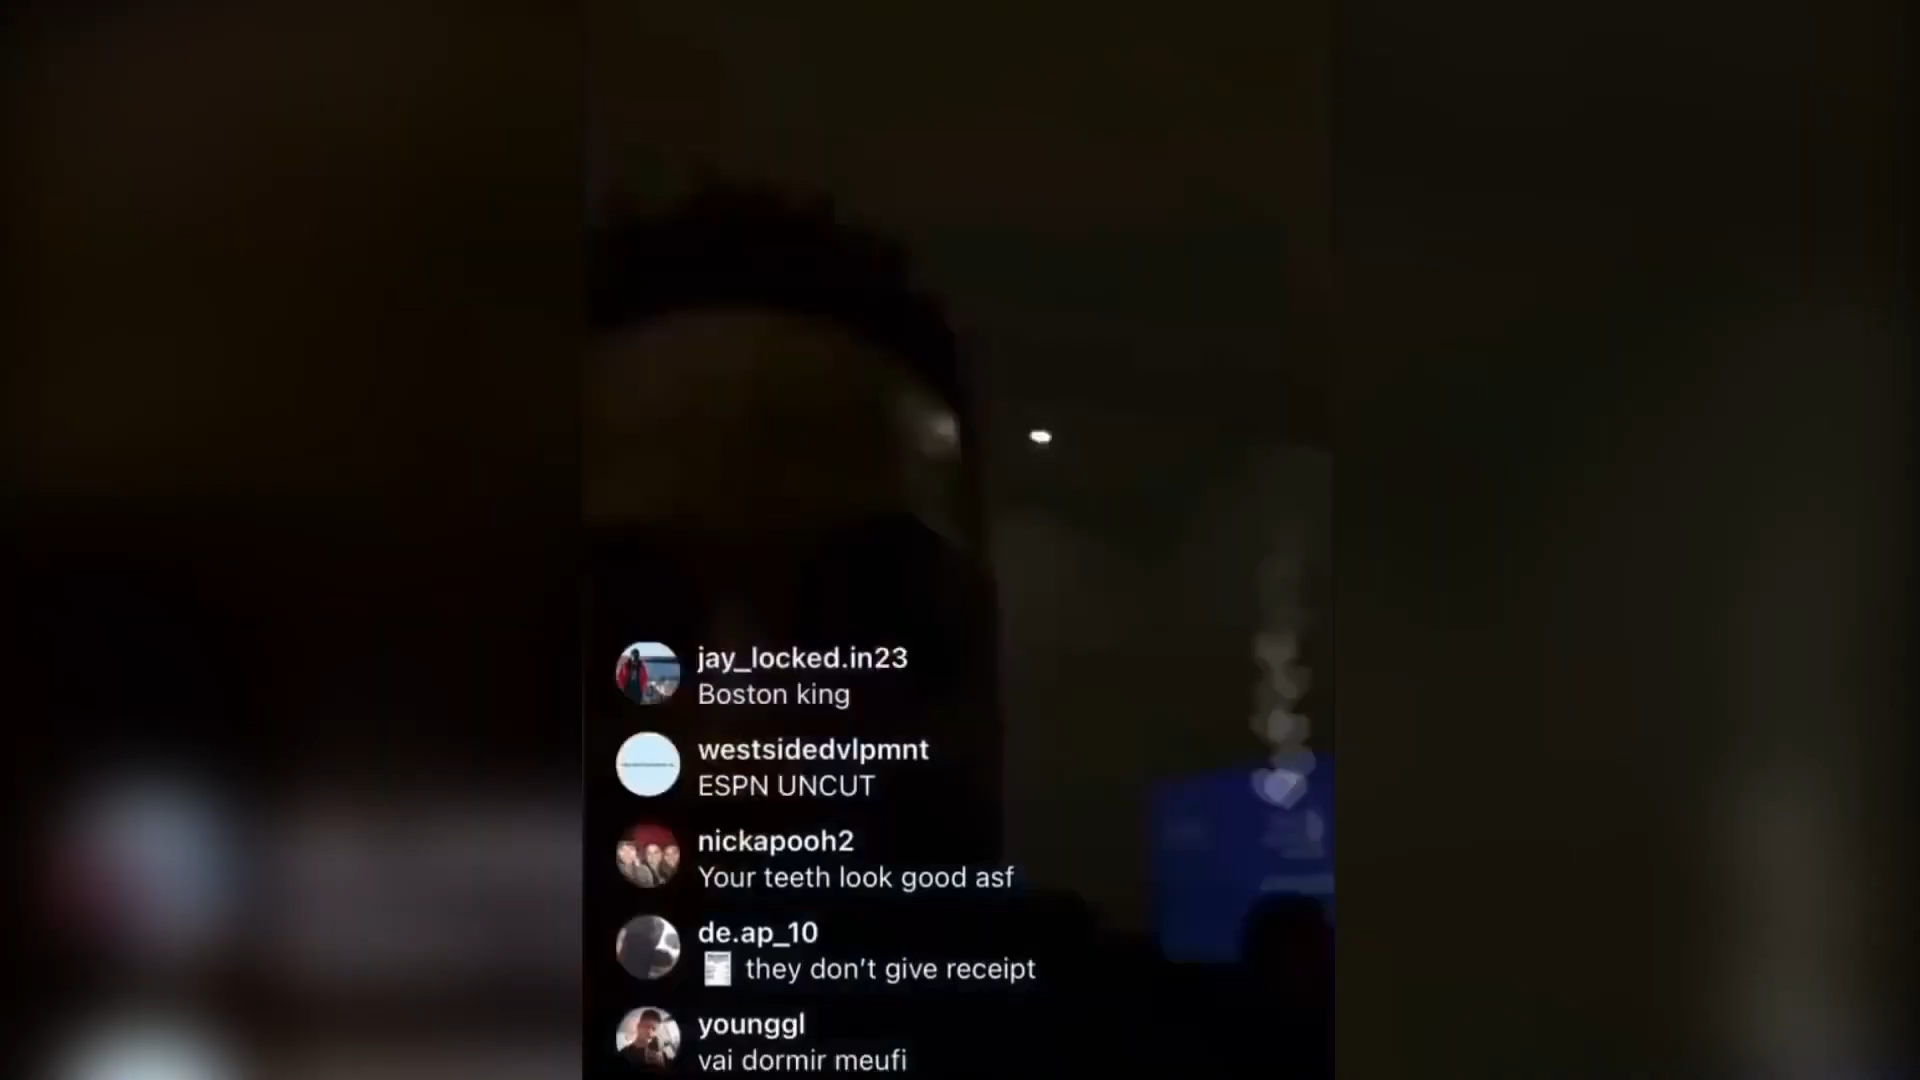 jay_locked.in23
Boston king
westsidedvlpmnt
ESPN UNCUT
nickapooh2
Your teeth look good asf
de.ap_10
🧾 they don't give receipt
younggl
vai dormir meufi